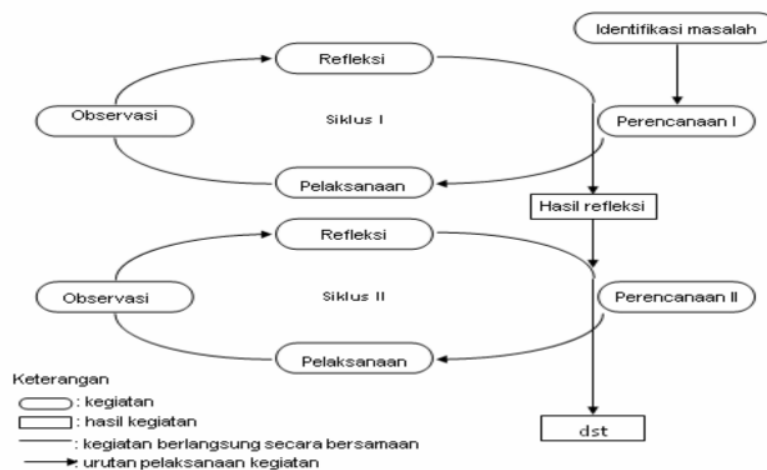 Identifikasi masalah
Refleksi
Observasi
Siklus I
Perencanaan I
Pelaksanaan
Hasil refleksi
Refleksi
Observasi
Siklus II
Perencanaan II
Pelaksanaan
Keterangan
: kegiatan
: hasil kegiatan
: kegiatan berlangsung secara bersamaan
: urutan pelaksanaan kegiatan
dst